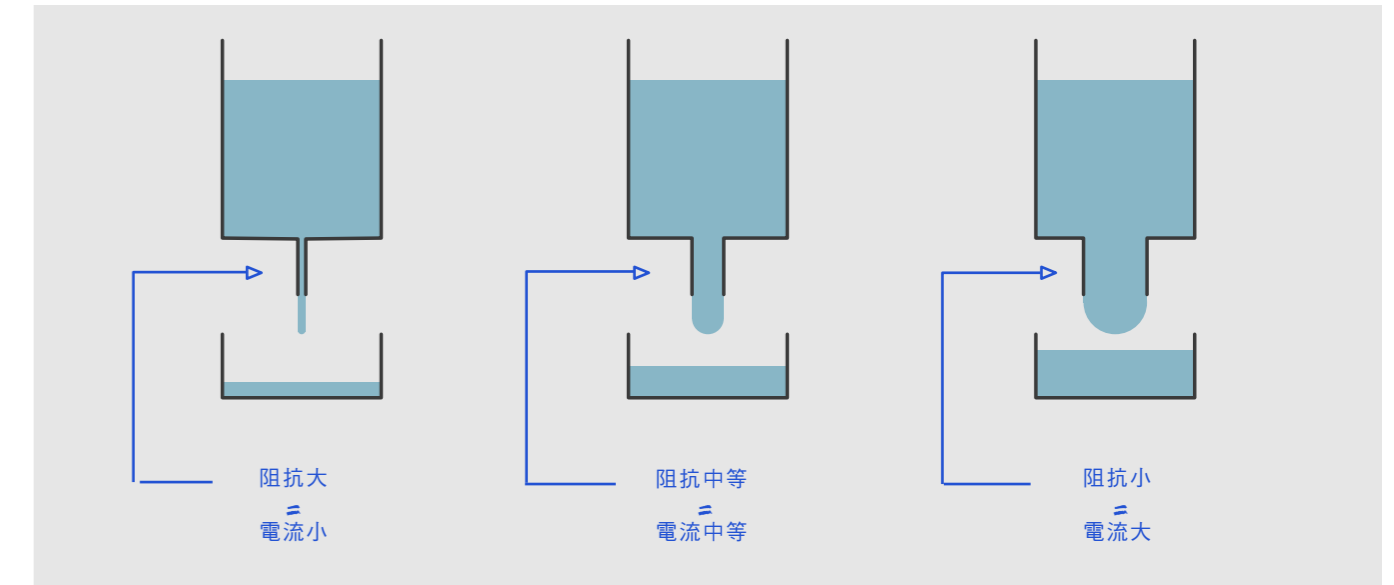 阻抗大
=
電流小
阻抗中等
=
電流中等
阻抗小
=
電流大